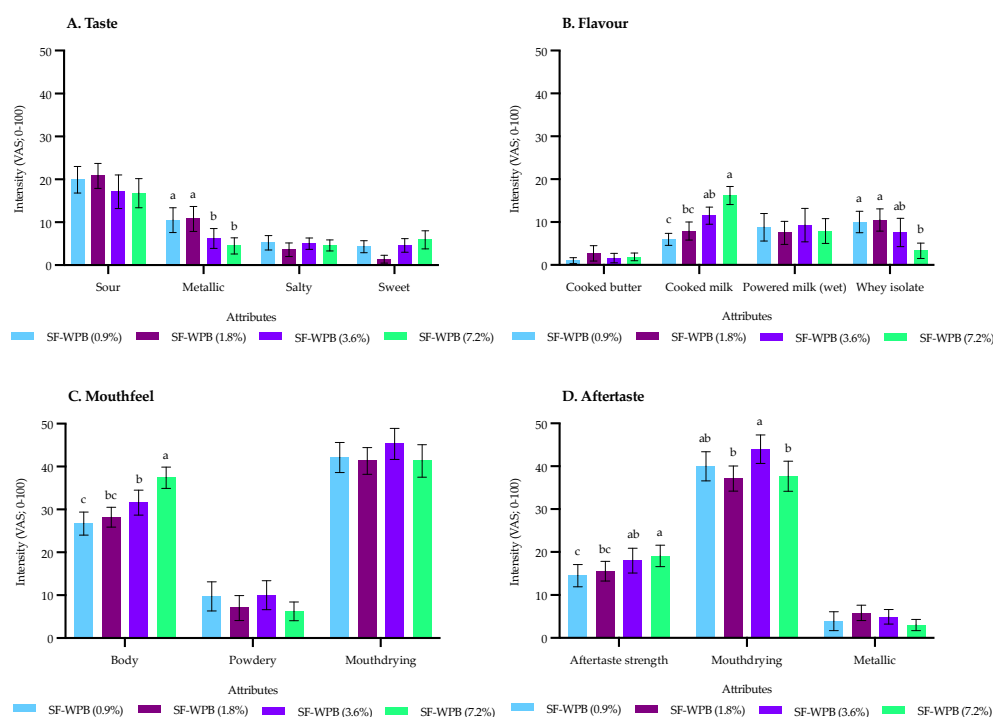 A. Taste
50
40
30
20
10
0
Intensity (VAS; 0-100)
a
a
b
b
Sour Metallic Salty Sweet
Attributes
SF-WPB (0.9%) SF-WPB (1.8%) SF-WPB (3.6%) SF-WPB (7.2%)
B. Flavour
50
40
30
20
10
0
Intensity (VAS; 0-100)
c
bc
ab
a
a
a
ab
b
Cooked butter Cooked milk Powered milk (wet) Whey isolate
Attributes
SF-WPB (0.9%) SF-WPB (1.8%) SF-WPB (3.6%) SF-WPB (7.2%)
C. Mouthfeel
50
40
30
20
10
0
Intensity (VAS; 0-100)
c
bc
b
a
Body Powdery Mouthdrying
Attributes
SF-WPB (0.9%) SF-WPB (1.8%) SF-WPB (3.6%) SF-WPB (7.2%)
D. Aftertaste
50
40
30
20
10
0
Intensity (VAS; 0-100)
c
bc
ab
a
ab
b
a
b
Aftertaste strength Mouthdrying Metallic
Attributes
SF-WPB (0.9%) SF-WPB (1.8%) SF-WPB (3.6%) SF-WPB (7.2%)